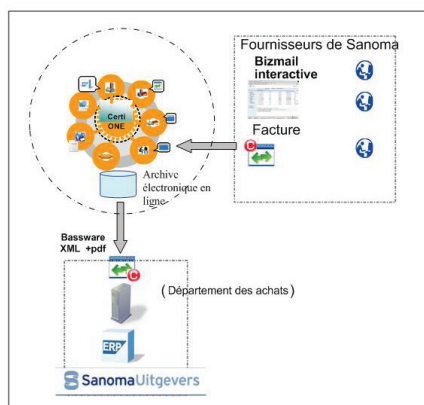 Fournisseurs de Sanoma
Bizmail
interactive
Facture
C
Certi
ONE
Archive
électronique en
ligne
Bassware
XML +pdf
C
(Département des achats)
ERP
SanomaUitgevers